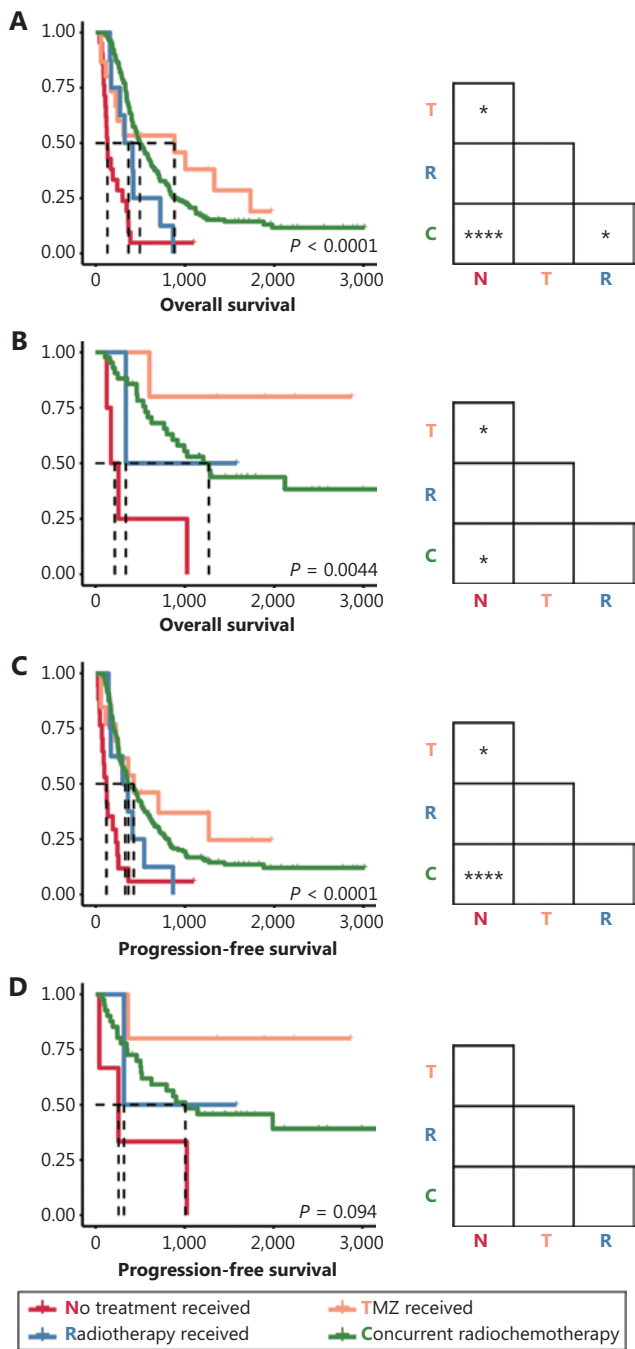 A
1.00
0.75
0.50
0.25
0.00
0 1,000 2,000 3,000
P < 0.0001
Overall survival
T *
R
C **** *
N T R
B
1.00
0.75
0.50
0.25
0.00
0 1,000 2,000 3,000
P = 0.0044
Overall survival
T *
R
C *
N T R
C
1.00
0.75
0.50
0.25
0.00
0 1,000 2,000 3,000
P < 0.0001
Progression-free survival
T *
R
C ****
N T R
D
1.00
0.75
0.50
0.25
0.00
0 1,000 2,000 3,000
P = 0.094
Progression-free survival
T
R
C
N T R
No treatment received TMZ received
Radiotherapy received Concurrent radiochemotherapy